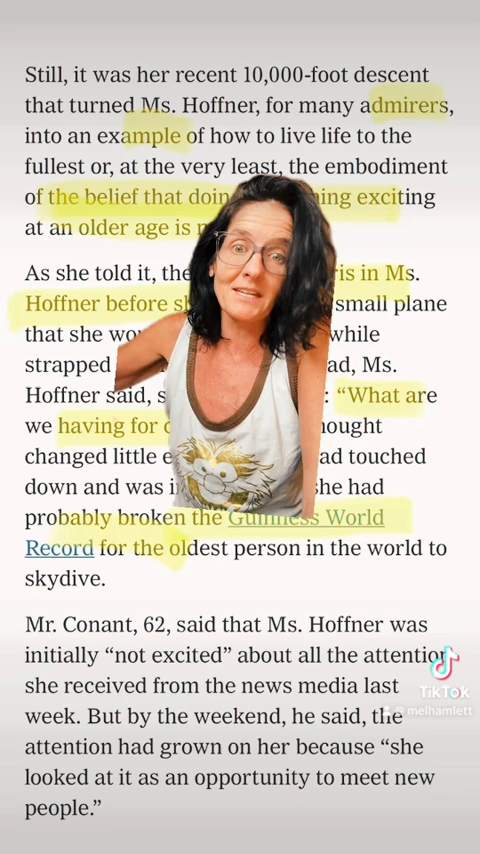 Still, it was her recent 10,000-foot descent
that turned Ms. Hoffner, for many admirers,
into an example of how to live life to the
fullest or, at the very least, the embodiment
of the belief that doin ing exciting
at an older age is
As she told it, the is in Ms.
Hoffner before small plane
that she while
strapped Ms.
Hoffner said, “What are
we having for
changed little touched
down and was she had
probably broken the Guinness World
Record for the oldest person in the world to
skydive.
Mr. Conant, 62, said that Ms. Hoffner was
initially “not excited” about all the attention
she received from the news media last
week. But by the weekend, he said, the
attention had grown on her because “she
looked at it as an opportunity to meet new
people.”
TikTok
@ melhamlett